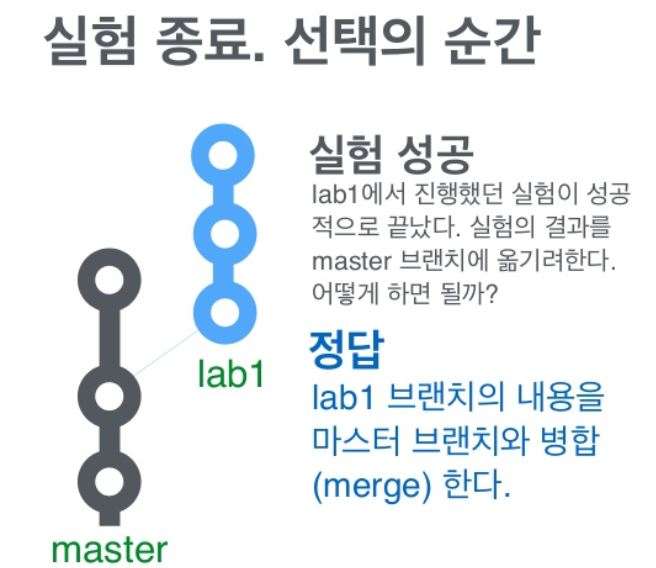 실험 종료. 선택의 순간
실험 성공
lab1에서 진행했던 실험이 성공
적으로 끝났다. 실험의 결과를
master 브랜치에 옮기려한다.
어떻게 하면 될까?
정답
lab1 브랜치의 내용을
마스터 브랜치와 병합
(merge) 한다.
lab1
master